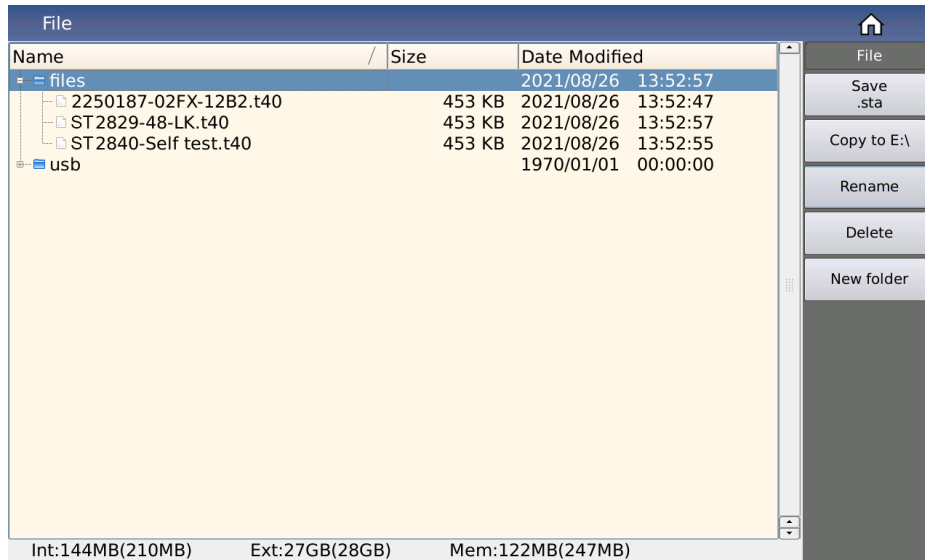 File
Name / Size Date Modified
files 2021/08/26 13:52:57
2250187-02FX-12B2.t40 453 KB 2021/08/26 13:52:47
ST2829-48-LK.t40 453 KB 2021/08/26 13:52:57
ST2840-Self test.t40 453 KB 2021/08/26 13:52:55
usb 1970/01/01 00:00:00
File
Save
.sta
Copy to E:\
Rename
Delete
New folder
Int:144MB(210MB) Ext:27GB(28GB) Mem:122MB(247MB)